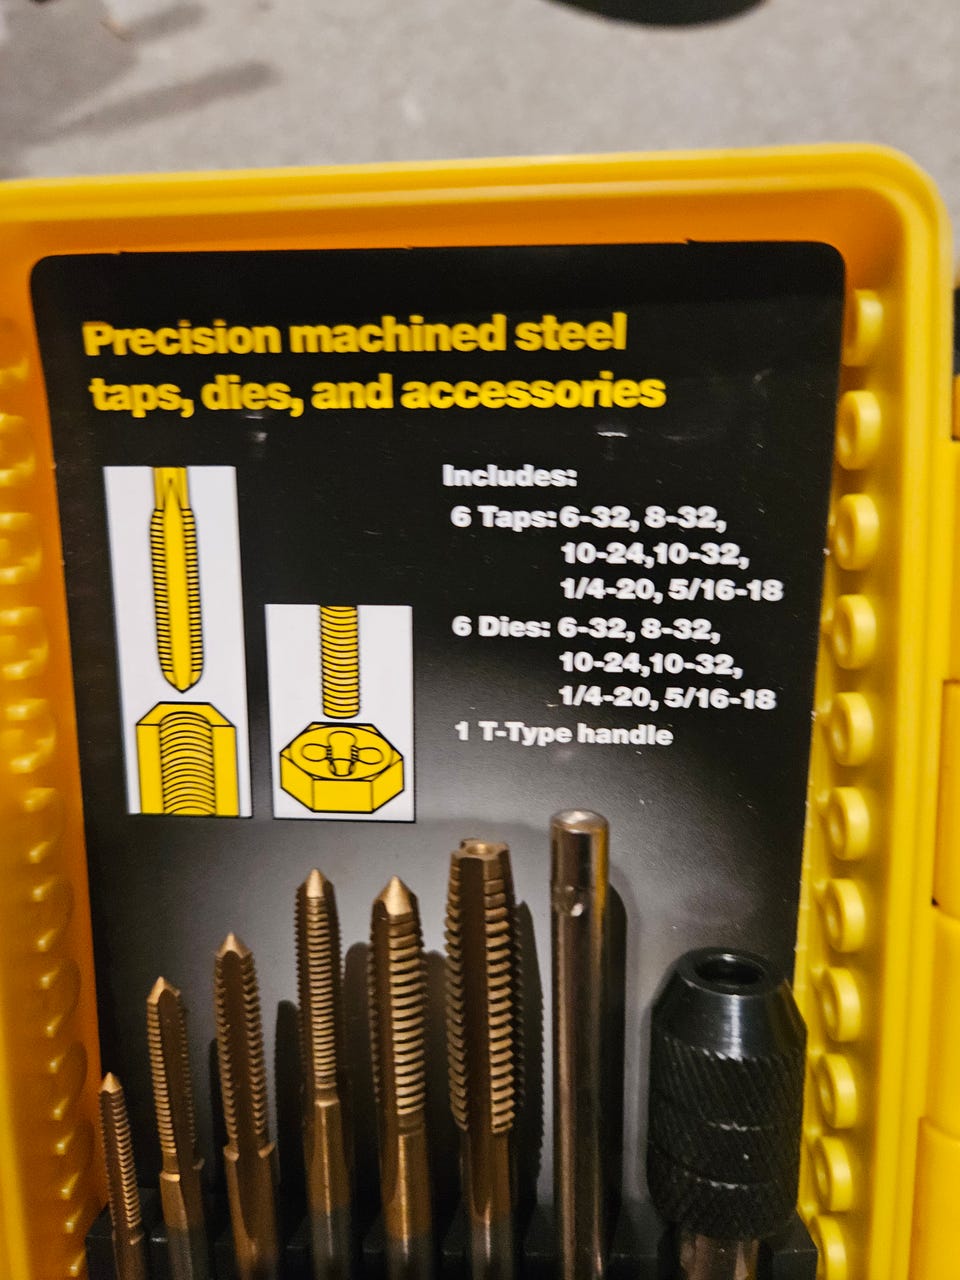 Precision machined steel
taps, dies, and accessories
Includes:
6 Taps: 6-32, 8-32,
10-24,10-32,
1/4-20, 5/16-18
6 Dies: 6-32, 8-32,
10-24,10-32,
1/4-20, 5/16-18
1 T-Type handle